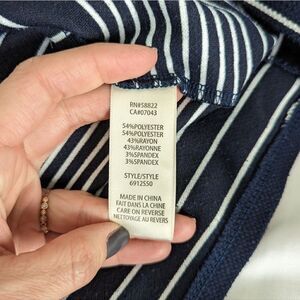 RN#58822
CA#07043
54%POLYESTER
54%POLYESTER
43%RAYON
43%RAYONNE
3%SPANDEX
3%SPANDEX
STYLE/STYLE
6912550
MADE IN CHINA
FAIT DANS LA CHINE
CARE ON REVERSE
NETTOYAGE AU REVERS